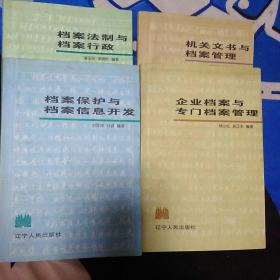 档案法制与
档案行政
机关文书与
档案管理
档案保护与
档案信息开发
辽宁人民出版社
企业档案与
专门档案管理
辽宁人民出版社